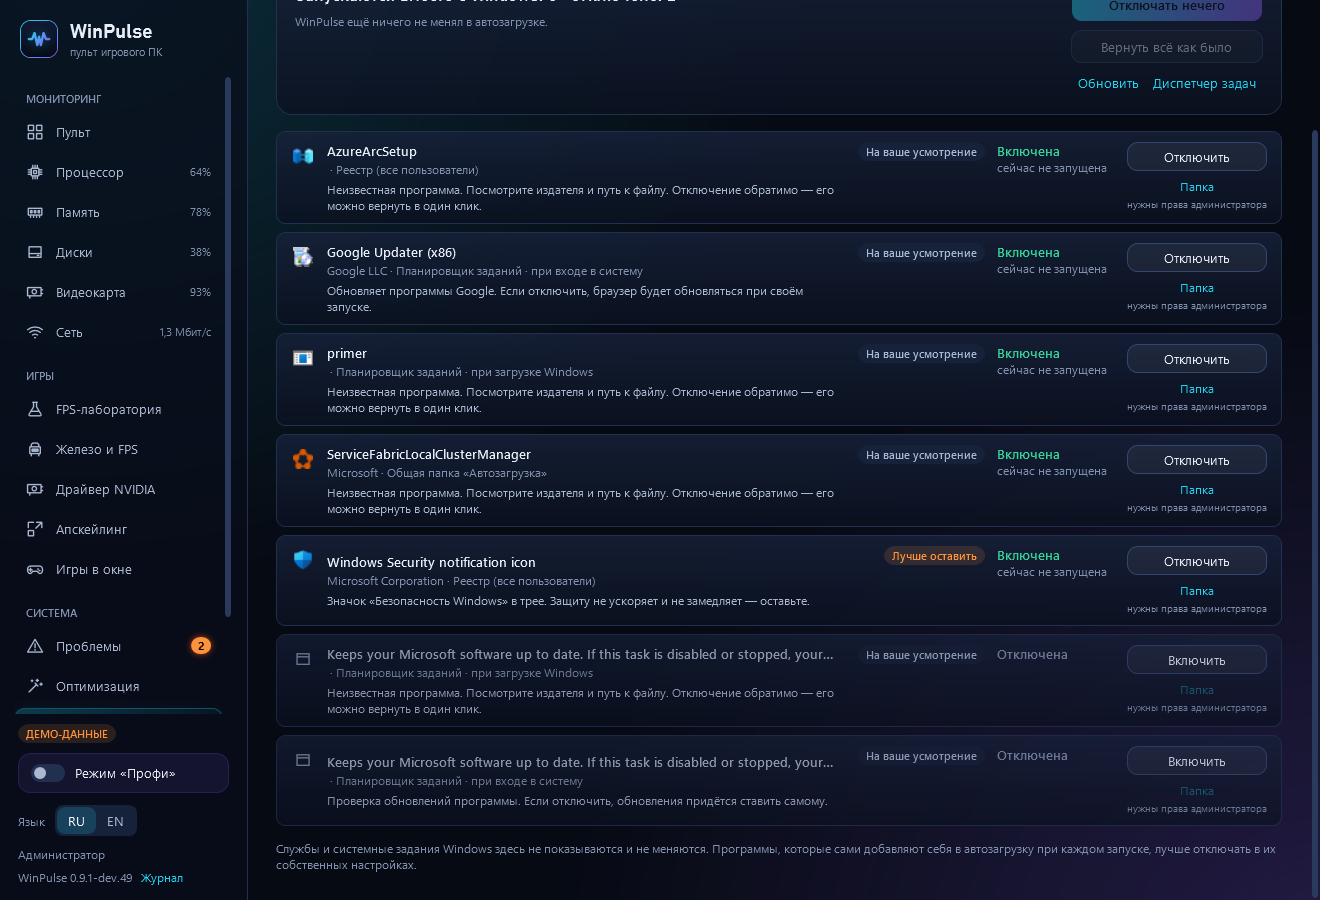 WinPulse
пульт игрового ПК
МОНИТОРИНГ
Пульт
Процессор 64%
Память 78%
Диски 38%
Видеокарта 93%
Сеть 1,3 Мбит/с
ИГРЫ
FPS-лаборатория
Железо и FPS
Драйвер NVIDIA
Апскейлинг
Игры в окне
СИСТЕМА
Проблемы 2
Оптимизация
ДЕМО-ДАННЫЕ
Режим «Профи»
Язык RU EN
Администратор
WinPulse 0.9.1-dev.49 Журнал
WinPulse ещё ничего не менял в автозагрузке.
Отключать нечего
Вернуть всё как было
Обновить Диспетчер задач
AzureArcSetup
· Реестр (все пользователи)
Неизвестная программа. Посмотрите издателя и путь к файлу. Отключение обратимо — его
можно вернуть в один клик.
На ваше усмотрение
Включена
сейчас не запущена
Отключить
Папка
нужны права администратора
Google Updater (x86)
Google LLC · Планировщик заданий · при входе в систему
Обновляет программы Google. Если отключить, браузер будет обновляться при своём
запуске.
На ваше усмотрение
Включена
сейчас не запущена
Отключить
Папка
нужны права администратора
primer
· Планировщик заданий · при загрузке Windows
Неизвестная программа. Посмотрите издателя и путь к файлу. Отключение обратимо — его
можно вернуть в один клик.
На ваше усмотрение
Включена
сейчас не запущена
Отключить
Папка
нужны права администратора
ServiceFabricLocalClusterManager
Microsoft · Общая папка «Автозагрузка»
Неизвестная программа. Посмотрите издателя и путь к файлу. Отключение обратимо — его
можно вернуть в один клик.
На ваше усмотрение
Включена
сейчас не запущена
Отключить
Папка
нужны права администратора
Windows Security notification icon
Microsoft Corporation · Реестр (все пользователи)
Значок «Безопасность Windows» в трее. Защиту не ускоряет и не замедляет — оставьте.
Лучше оставить
Включена
сейчас не запущена
Отключить
Папка
нужны права администратора
Keeps your Microsoft software up to date. If this task is disabled or stopped, your...
· Планировщик заданий · при загрузке Windows
Неизвестная программа. Посмотрите издателя и путь к файлу. Отключение обратимо — его
можно вернуть в один клик.
На ваше усмотрение
Отключена
Включить
Папка
нужны права администратора
Keeps your Microsoft software up to date. If this task is disabled or stopped, your...
· Планировщик заданий · при входе в систему
Проверка обновлений программы. Если отключить, обновления придётся ставить самому.
На ваше усмотрение
Отключена
Включить
Папка
нужны права администратора
Службы и системные задания Windows здесь не показываются и не меняются. Программы, которые сами добавляют себя в автозагрузку при каждом запуске, лучше отключать в их
собственных настройках.